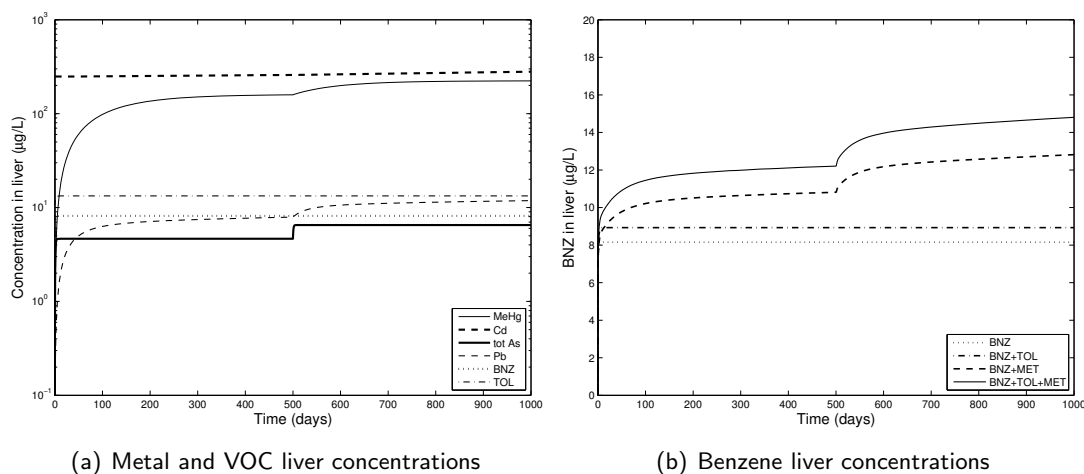 10³
10²
10¹
10⁰
10⁻¹
Concentration in liver (µg/L)
0 100 200 300 400 500 600 700 800 900 1000
Time (days)
MeHg
Cd
tot As
Pb
BNZ
TOL
(a) Metal and VOC liver concentrations
20
18
16
14
12
10
8
6
4
2
0
BNZ in liver (µg/L)
0 100 200 300 400 500 600 700 800 900 1000
Time (days)
BNZ
BNZ+TOL
BNZ+MET
BNZ+TOL+MET
(b) Benzene liver concentrations